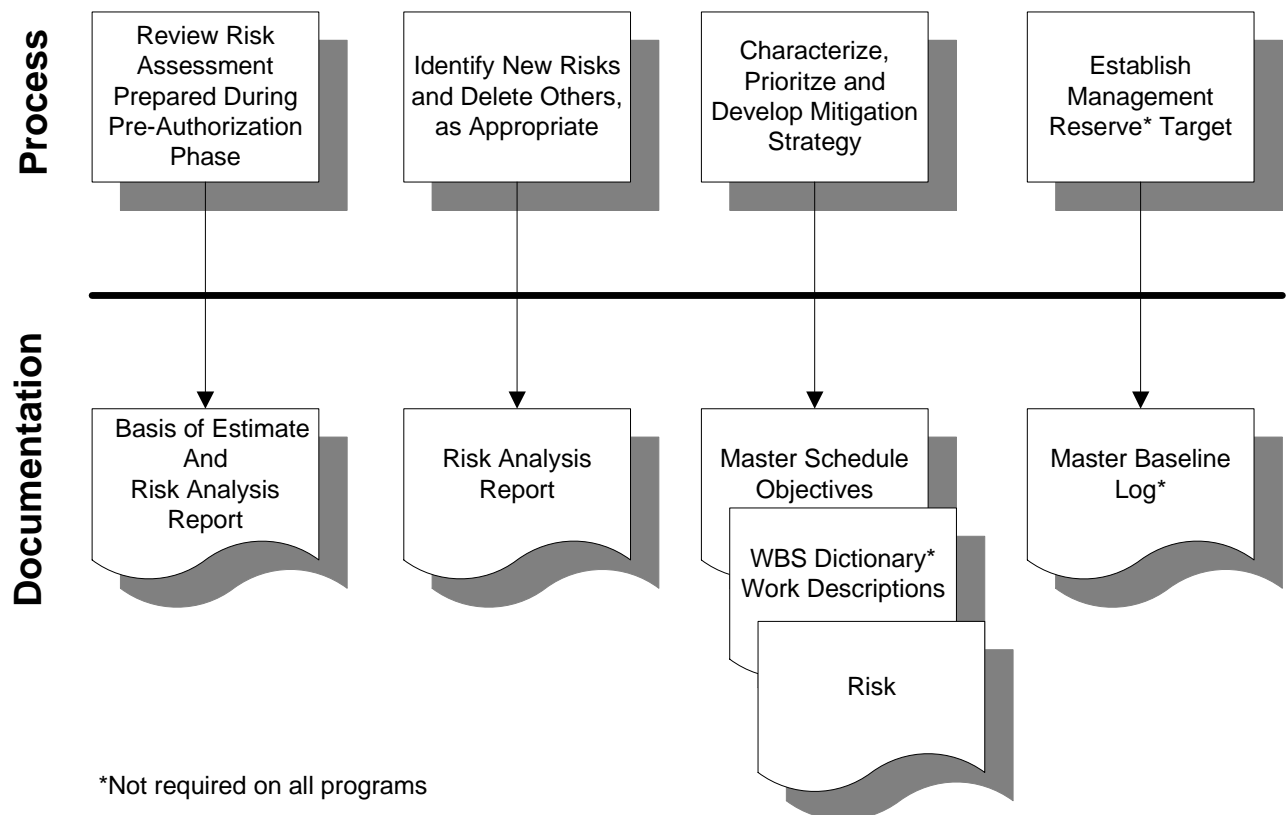 Process
Review Risk
Assessment
Prepared During
Pre-Authorization
Phase
Identify New Risks
and Delete Others,
as Appropriate
Characterize,
Prioritze and
Develop Mitigation
Strategy
Establish
Management
Reserve* Target
Documentation
Basis of Estimate
And
Risk Analysis
Report
Risk Analysis
Report
Master Schedule
Objectives
WBS Dictionary*
Work Descriptions
Risk
Master Baseline
Log*
*Not required on all programs